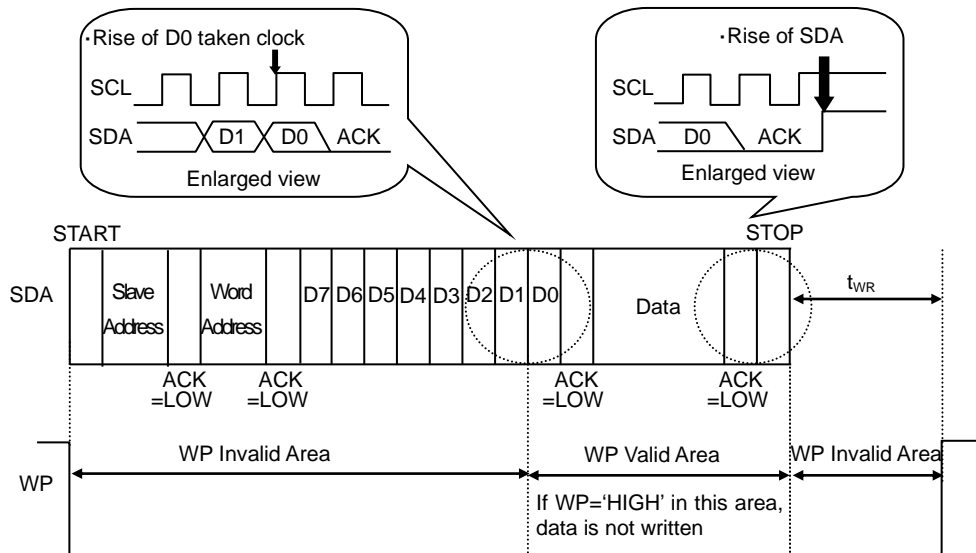 ·Rise of D0 taken clock
SCL
SDA D1 D0 ACK
Enlarged view
·Rise of SDA
SCL
SDA D0 ACK
Enlarged view
START STOP
SDA Slave Address Word Address D7 D6 D5 D4 D3 D2 D1 D0 Data tWR
ACK =LOW ACK =LOW ACK =LOW ACK =LOW
WP WP Invalid Area WP Valid Area WP Invalid Area
If WP=‘HIGH’ in this area,
data is not written